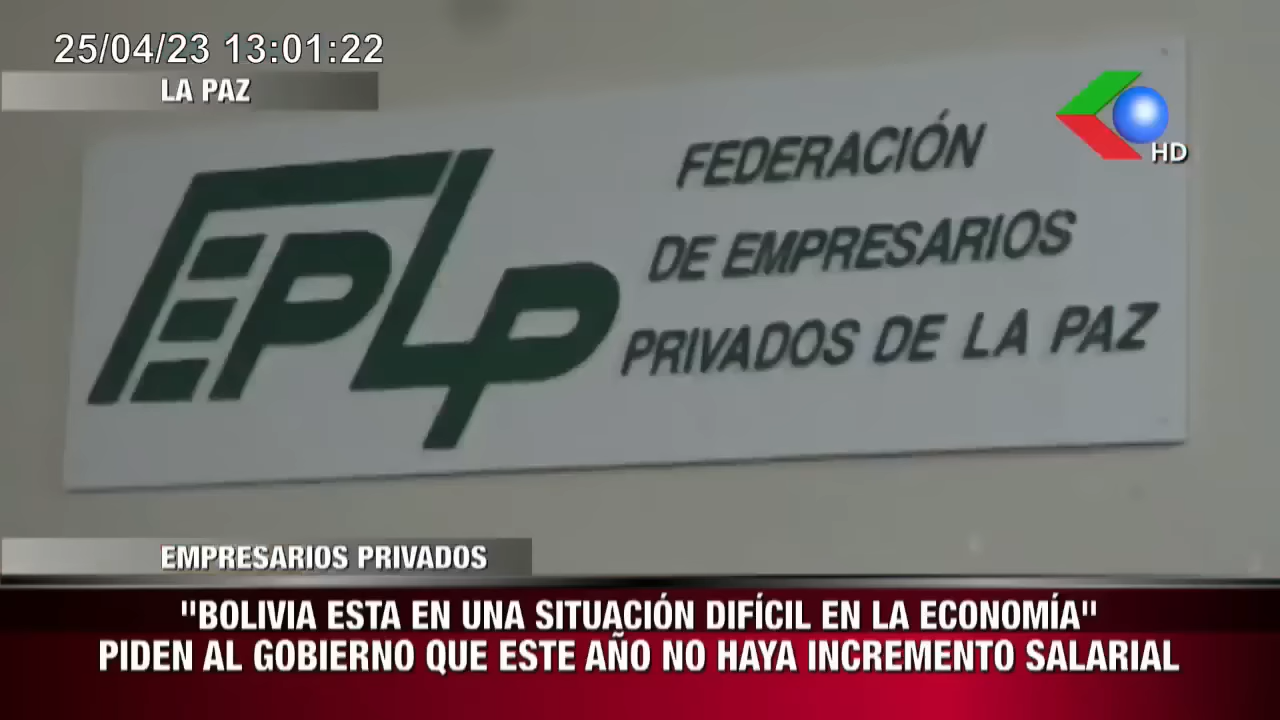 25/04/23 13:01:22
LA PAZ
HD
FEPLP
FEDERACIÓN
DE EMPRESARIOS
PRIVADOS DE LA PAZ
EMPRESARIOS PRIVADOS
"BOLIVIA ESTA EN UNA SITUACIÓN DIFÍCIL EN LA ECONOMÍA"
PIDEN AL GOBIERNO QUE ESTE AÑO NO HAYA INCREMENTO SALARIAL